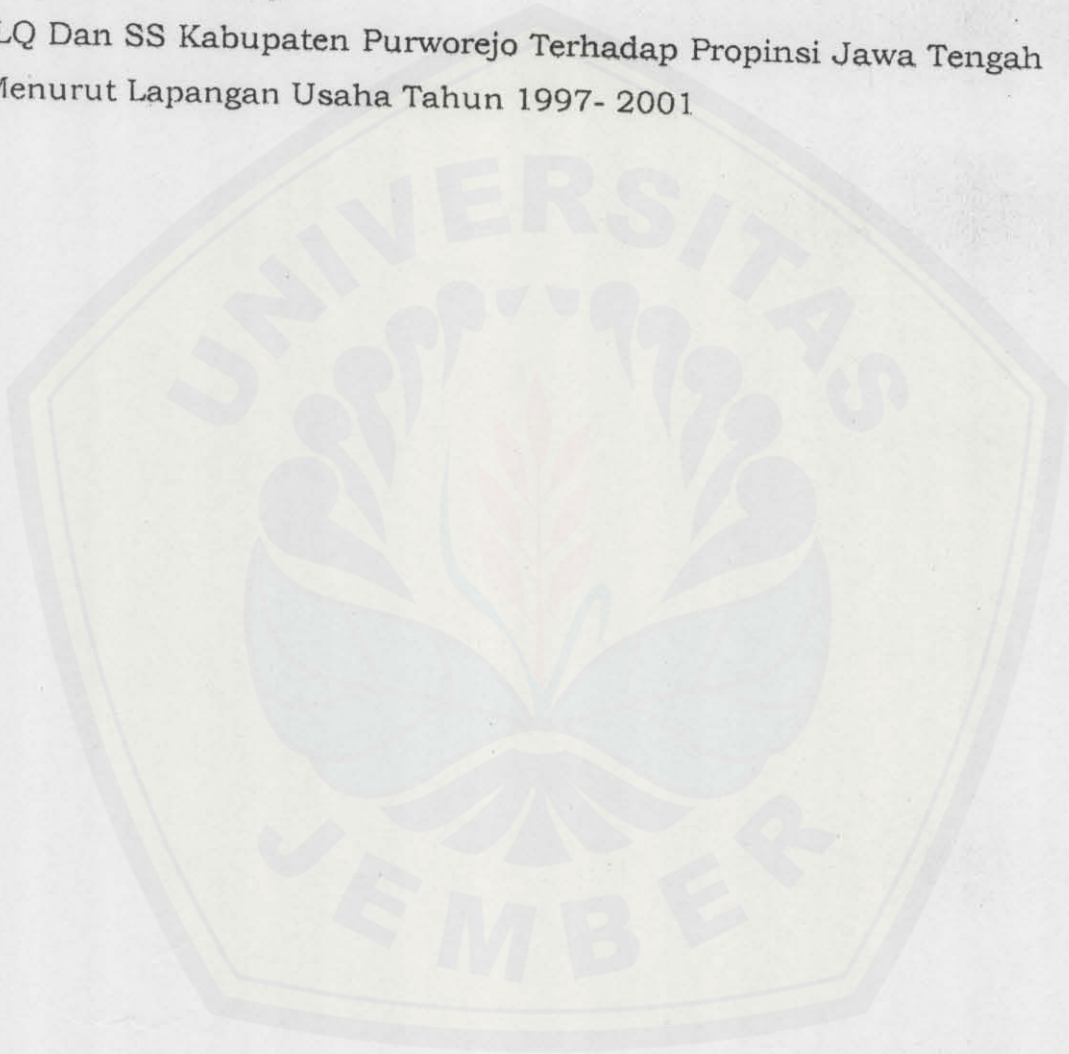 LQ Dan SS Kabupaten Purworejo Terhadap Propinsi Jawa Tengah
Menurut Lapangan Usaha Tahun 1997- 2001
UNIVERSITAS
JEMBER